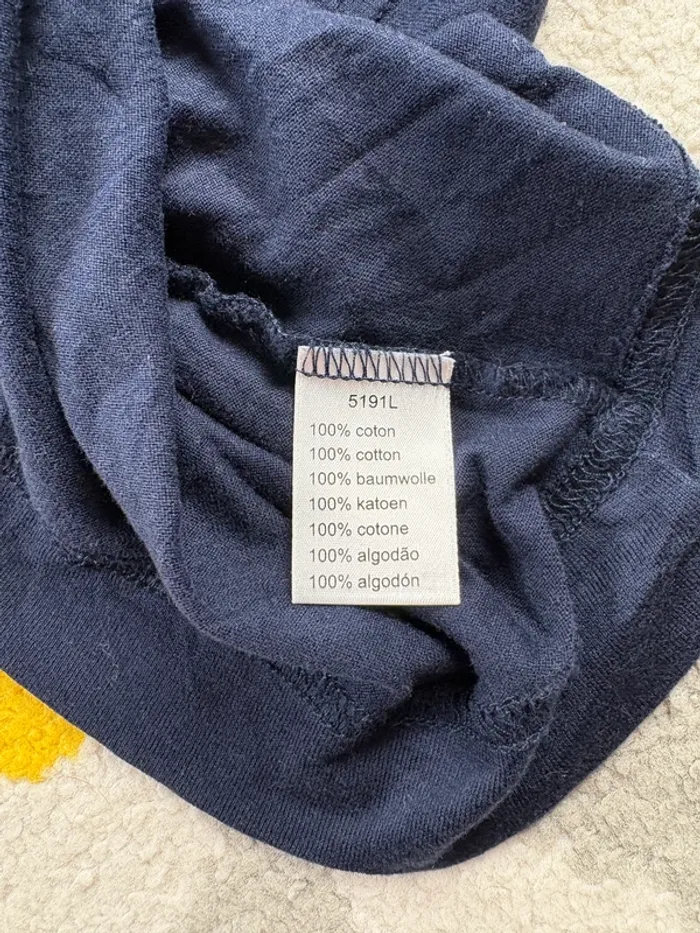 5191L
100% coton
100% cotton
100% baumwolle
100% katoen
100% cotone
100% algodão
100% algodón